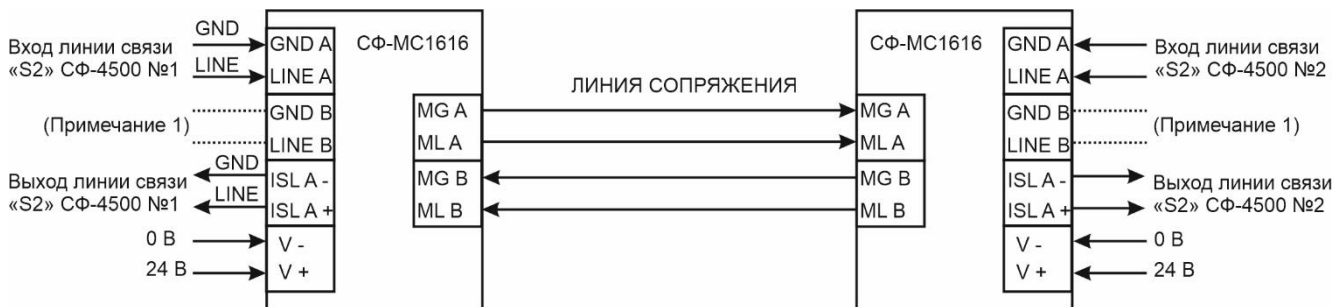 GND
Вход линии связи
«S2» СФ-4500 №1
LINE
(Примечание 1)
GND
Выход линии связи
«S2» СФ-4500 №1
LINE
0 В
24 В
GND A
LINE A
GND B
LINE B
ISL A -
ISL A +
V -
V +
СФ-МС1616
MG A
ML A
MG B
ML B
ЛИНИЯ СОПРЯЖЕНИЯ
СФ-МС1616
MG A
ML A
MG B
ML B
GND A
LINE A
GND B
LINE B
ISL A -
ISL A +
V -
V +
Вход линии связи
«S2» СФ-4500 №2
(Примечание 1)
Выход линии связи
«S2» СФ-4500 №2
0 В
24 В